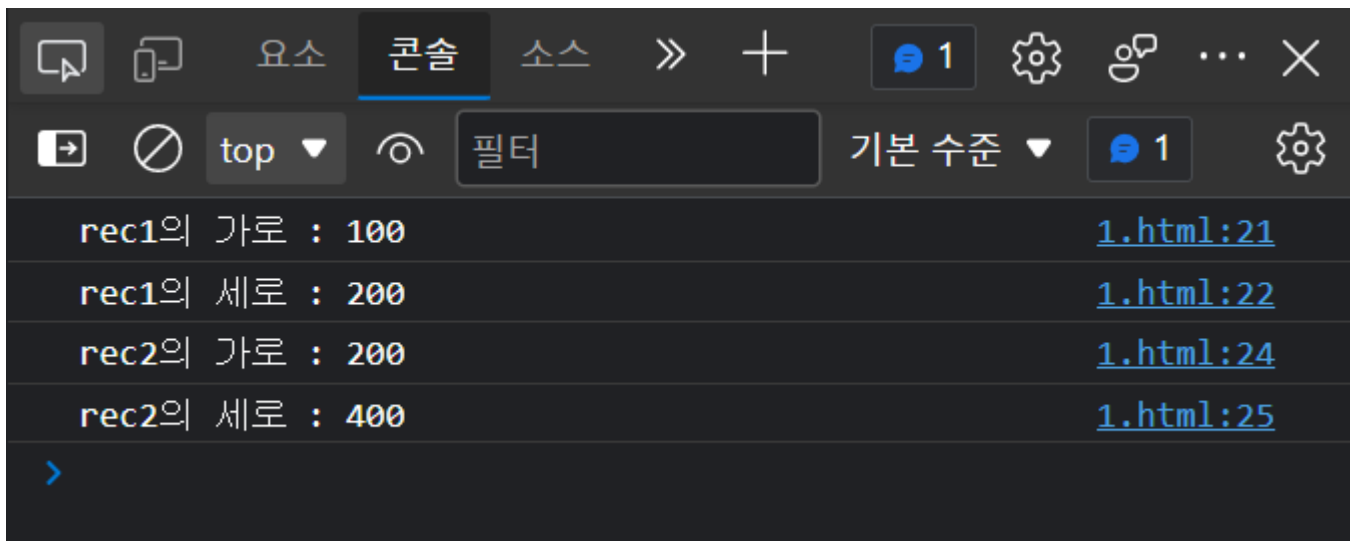 요소 콘솔 소스 1
top 필터 기본 수준 1
rec1의 가로 : 100 1.html:21
rec1의 세로 : 200 1.html:22
rec2의 가로 : 200 1.html:24
rec2의 세로 : 400 1.html:25